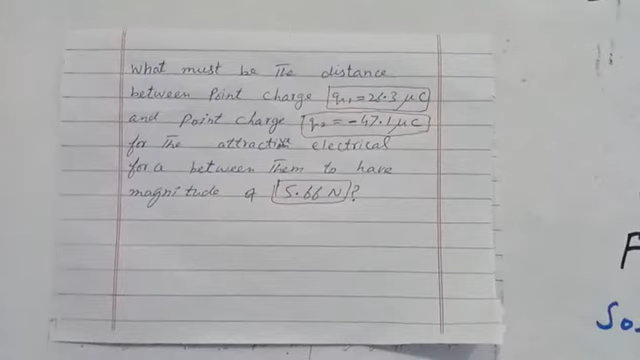 What must be The distance
between Point Charge q1 = 26.3 μC
and Point Charge q2 = -47.1 μC
for The attractive electrical
for a between Them to have
magnitude of 5.66 N?